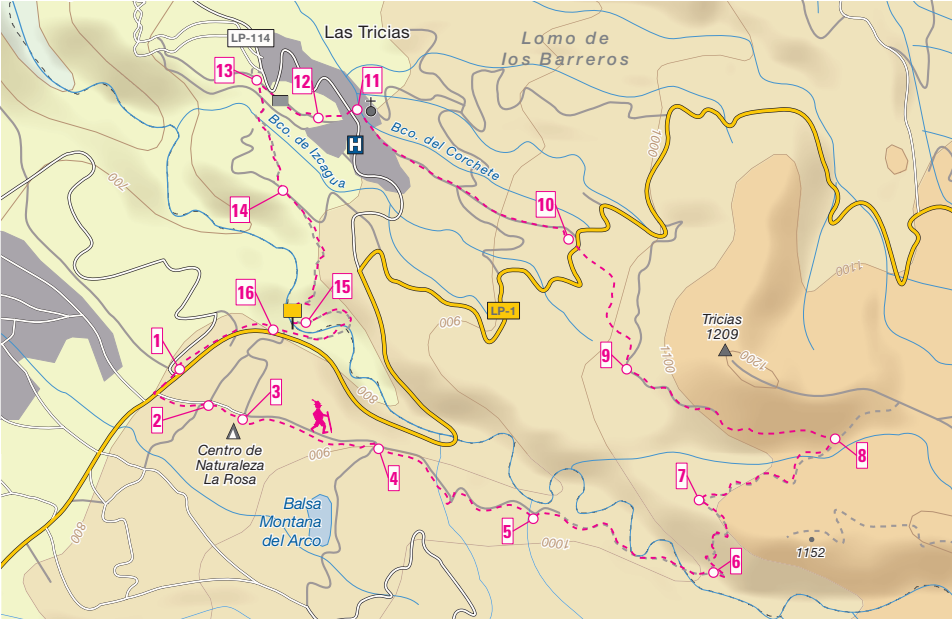 LP-114
Las Tricias
Lomo de
los Barreros
13
12
11
Bco. de Izcagua
Bco. del Corchete
H
1000
700
14
10
1100
16
15
LP-1
900
Tricias
1209
1
9
1100
1200
800
2
3
Centro de
Naturaleza
La Rosa
900
4
8
7
Balsa
Montana
del Arco
5
800
1000
1152
6